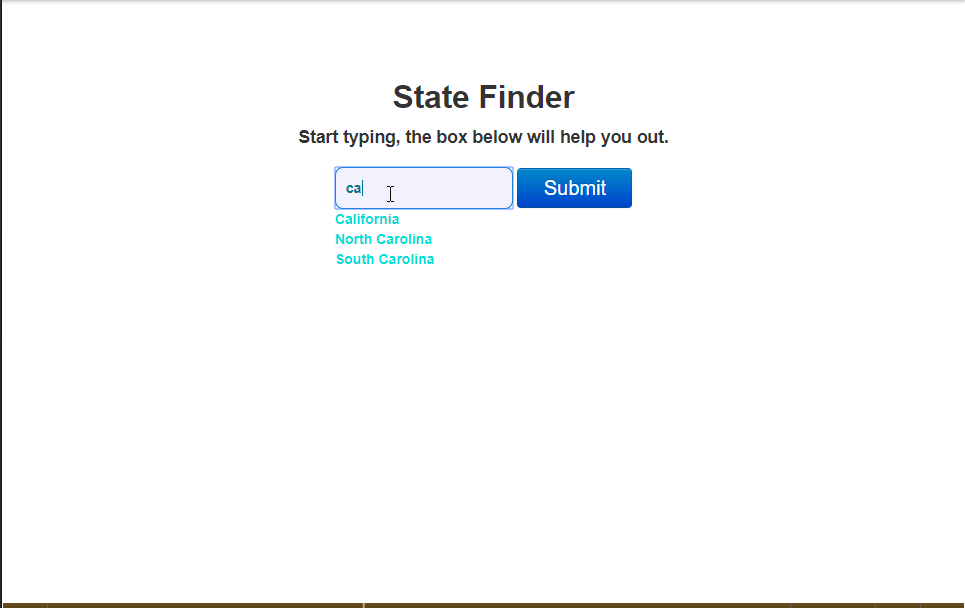 State Finder
Start typing, the box below will help you out.
ca
Submit
California
North Carolina
South Carolina